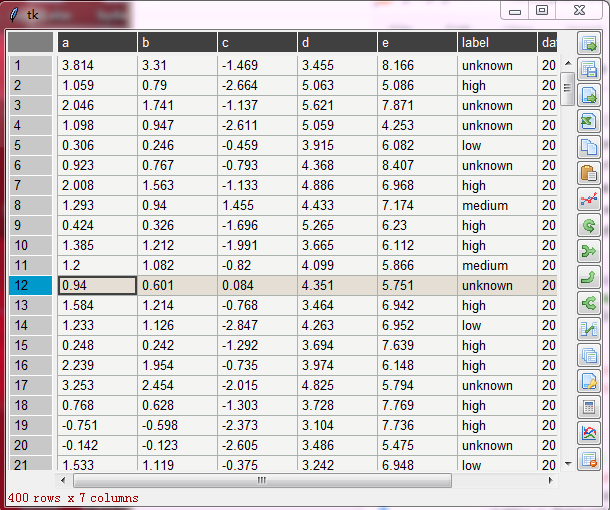 tk
a b c d e label dat
1 3.814 3.31 -1.469 3.455 8.166 unknown 20
2 1.059 0.79 -2.664 5.063 5.086 high 20
3 2.046 1.741 -1.137 5.621 7.871 unknown 20
4 1.098 0.947 -2.611 5.059 4.253 unknown 20
5 0.306 0.246 -0.459 3.915 6.082 low 20
6 0.923 0.767 -0.793 4.368 8.407 unknown 20
7 2.008 1.563 -1.133 4.886 6.968 high 20
8 1.293 0.94 1.455 4.433 7.174 medium 20
9 0.424 0.326 -1.696 5.265 6.23 high 20
10 1.385 1.212 -1.991 3.665 6.112 high 20
11 1.2 1.082 -0.82 4.099 5.866 medium 20
12 0.94 0.601 0.084 4.351 5.751 unknown 20
13 1.584 1.214 -0.768 3.464 6.942 high 20
14 1.233 1.126 -2.847 4.263 6.952 low 20
15 0.248 0.242 -1.292 3.694 7.639 high 20
16 2.239 1.954 -0.735 3.974 6.148 high 20
17 3.253 2.454 -2.015 4.825 5.794 unknown 20
18 0.768 0.628 -1.303 3.728 7.769 high 20
19 -0.751 -0.598 -2.373 3.104 7.736 high 20
20 -0.142 -0.123 -2.605 3.486 5.475 unknown 20
21 1.533 1.119 -0.375 3.242 6.948 low 20
400 rows x 7 columns